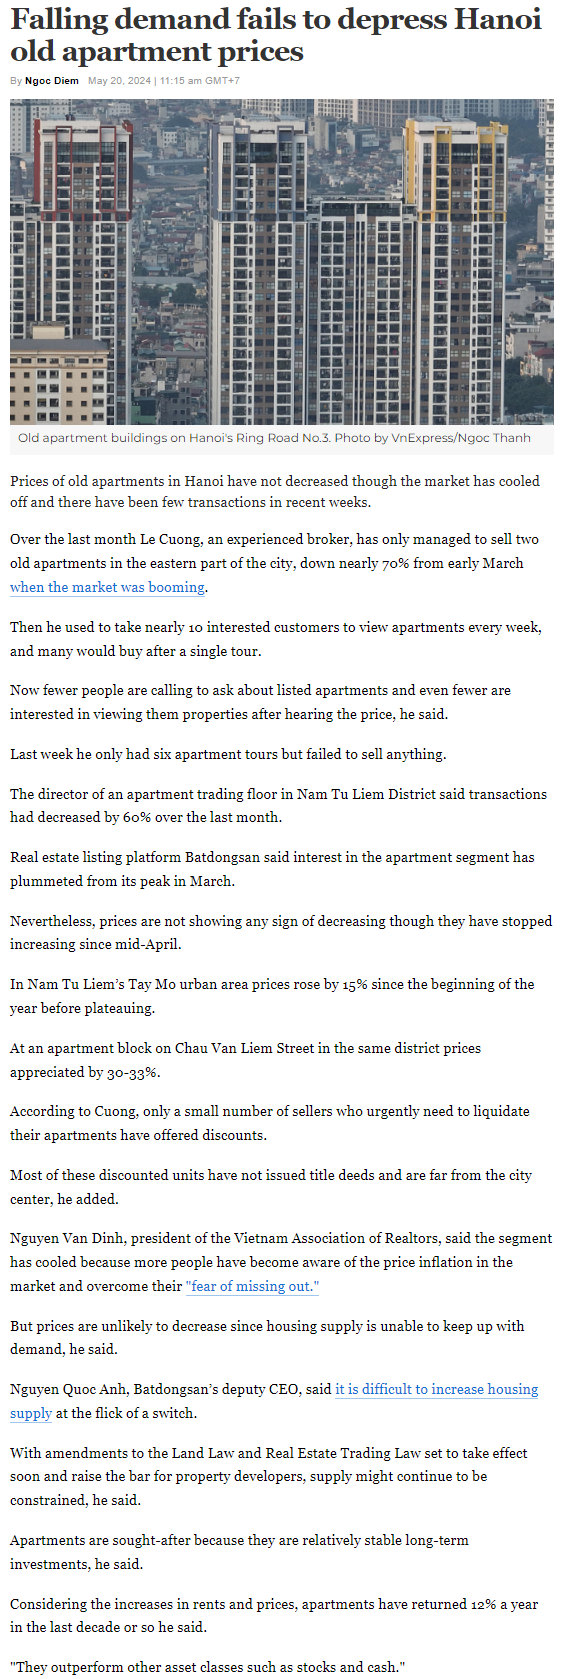 Falling demand fails to depress Hanoi
old apartment prices
By Ngoc Diem May 20, 2024 | 11:15 am GMT+7
Old apartment buildings on Hanoi's Ring Road No.3. Photo by VnExpress/Ngoc Thanh
Prices of old apartments in Hanoi have not decreased though the market has cooled
off and there have been few transactions in recent weeks.
Over the last month Le Cuong, an experienced broker, has only managed to sell two
old apartments in the eastern part of the city, down nearly 70% from early March
when the market was booming.
Then he used to take nearly 10 interested customers to view apartments every week,
and many would buy after a single tour.
Now fewer people are calling to ask about listed apartments and even fewer are
interested in viewing them properties after hearing the price, he said.
Last week he only had six apartment tours but failed to sell anything.
The director of an apartment trading floor in Nam Tu Liem District said transactions
had decreased by 60% over the last month.
Real estate listing platform Batdongsan said interest in the apartment segment has
plummeted from its peak in March.
Nevertheless, prices are not showing any sign of decreasing though they have stopped
increasing since mid-April.
In Nam Tu Liem’s Tay Mo urban area prices rose by 15% since the beginning of the
year before plateauing.
At an apartment block on Chau Van Liem Street in the same district prices
appreciated by 30-33%.
According to Cuong, only a small number of sellers who urgently need to liquidate
their apartments have offered discounts.
Most of these discounted units have not issued title deeds and are far from the city
center, he added.
Nguyen Van Dinh, president of the Vietnam Association of Realtors, said the segment
has cooled because more people have become aware of the price inflation in the
market and overcome their "fear of missing out."
But prices are unlikely to decrease since housing supply is unable to keep up with
demand, he said.
Nguyen Quoc Anh, Batdongsan’s deputy CEO, said it is difficult to increase housing
supply at the flick of a switch.
With amendments to the Land Law and Real Estate Trading Law set to take effect
soon and raise the bar for property developers, supply might continue to be
constrained, he said.
Apartments are sought-after because they are relatively stable long-term
investments, he said.
Considering the increases in rents and prices, apartments have returned 12% a year
in the last decade or so he said.
"They outperform other asset classes such as stocks and cash."